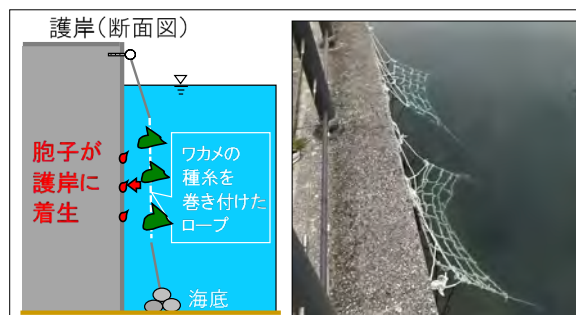 護岸(断面図)
胞子が
護岸に
着生
ワカメの
種糸を
巻き付けた
ロープ
海底